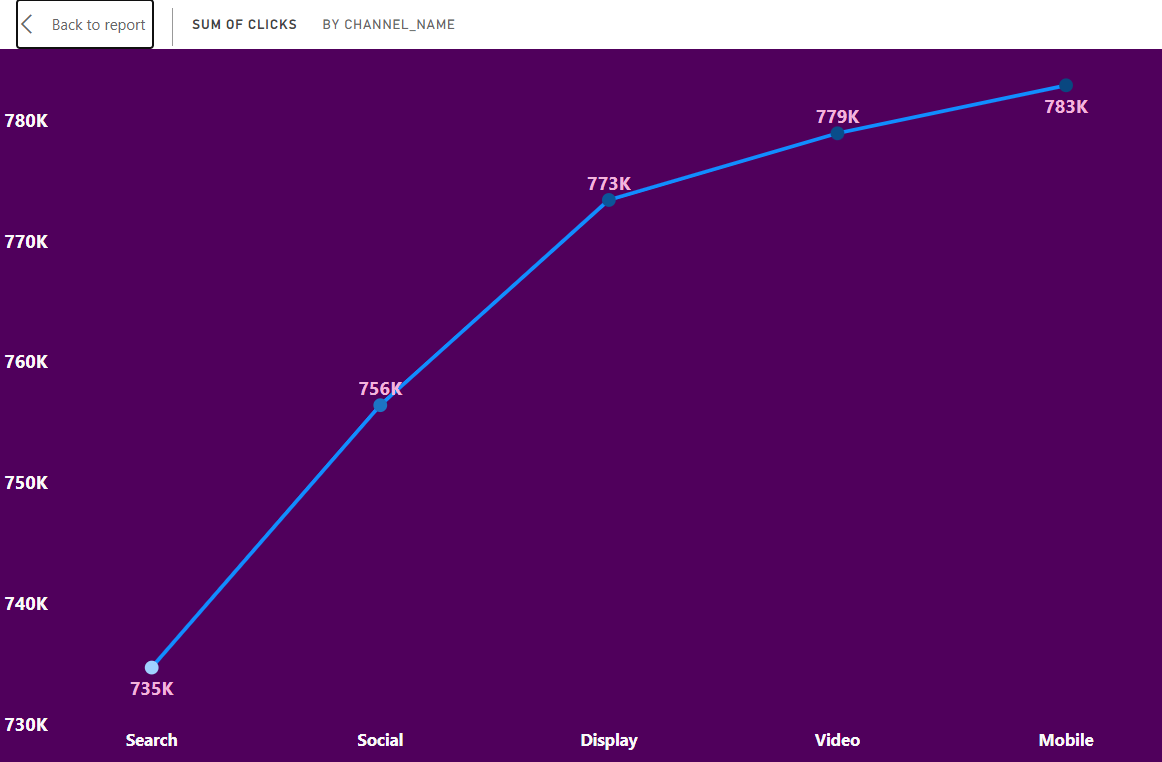 Back to report
SUM OF CLICKS BY CHANNEL_NAME
783K
780K
779K
773K
770K
760K
756K
750K
740K
735K
730K
Search Social Display Video Mobile